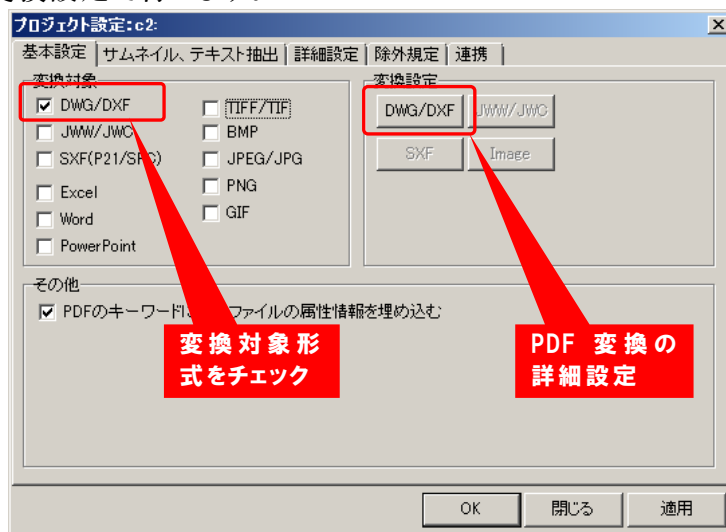 プロジェクト設定:c2:
基本設定 サムネイル、テキスト抽出 詳細設定 除外規定 連携
変換対象
DWG/DXF
JWW/JWC
SXF(P21/SFC)
Excel
Word
PowerPoint
TIFF/TIF
BMP
JPEG/JPG
PNG
GIF
変換設定
DWG/DXF JWW/JWC
SXF Image
その他
PDFのキーワードに ファイルの属性情報を埋め込む
変換対象形
式をチェック
PDF 変換の
詳細設定
OK 閉じる 適用